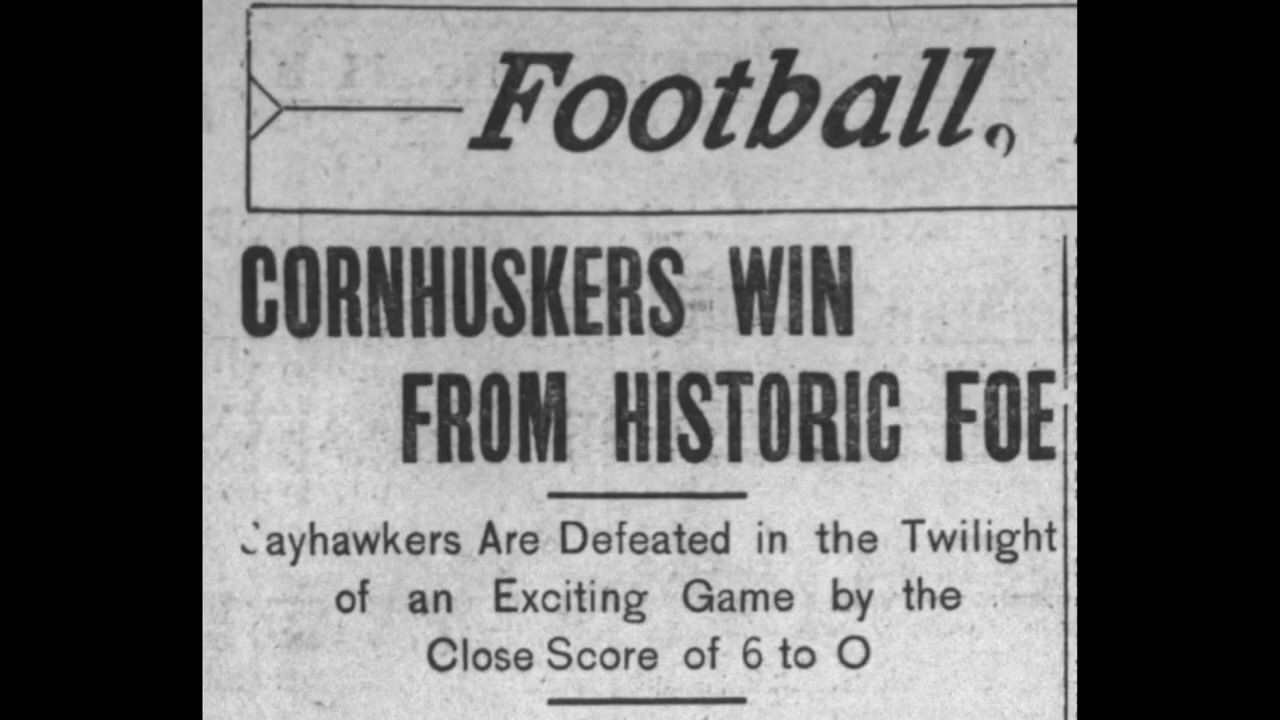 Football,
CORNHUSKERS WIN
FROM HISTORIC FOE
Jayhawkers Are Defeated in the Twilight
of an Exciting Game by the
Close Score of 6 to 0